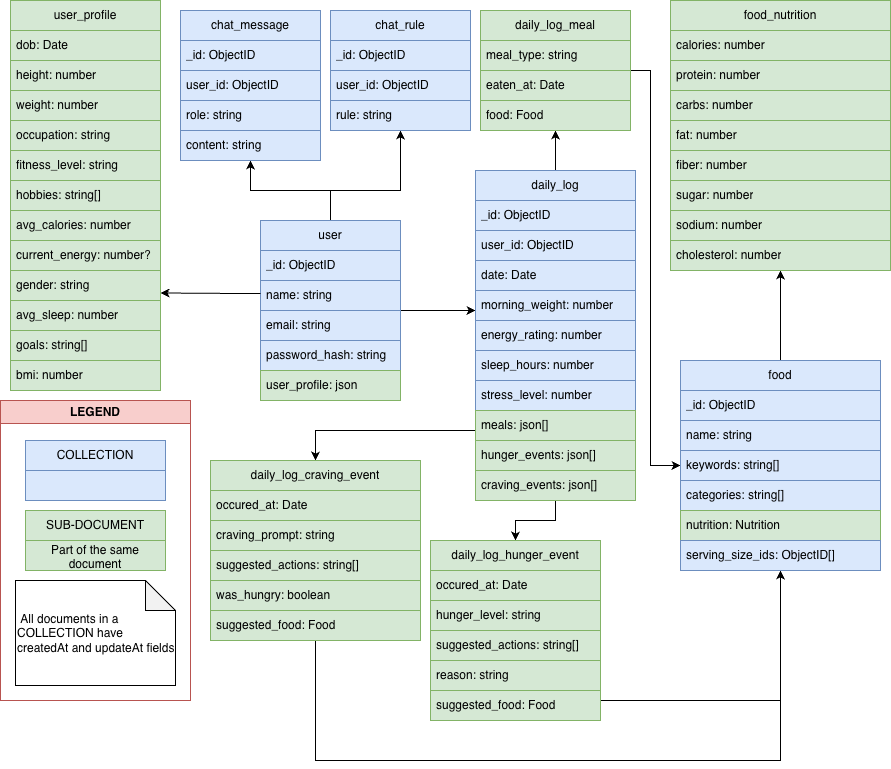 user_profile
dob: Date
height: number
weight: number
occupation: string
fitness_level: string
hobbies: string[]
avg_calories: number
current_energy: number?
gender: string
avg_sleep: number
goals: string[]
bmi: number
chat_message
_id: ObjectID
user_id: ObjectID
role: string
content: string
chat_rule
_id: ObjectID
user_id: ObjectID
rule: string
daily_log_meal
meal_type: string
eaten_at: Date
food: Food
food_nutrition
calories: number
protein: number
carbs: number
fat: number
fiber: number
sugar: number
sodium: number
cholesterol: number
user
_id: ObjectID
name: string
email: string
password_hash: string
user_profile: json
daily_log
_id: ObjectID
user_id: ObjectID
date: Date
morning_weight: number
energy_rating: number
sleep_hours: number
stress_level: number
meals: json[]
hunger_events: json[]
craving_events: json[]
food
_id: ObjectID
name: string
keywords: string[]
categories: string[]
nutrition: Nutrition
serving_size_ids: ObjectID[]
LEGEND
COLLECTION
SUB-DOCUMENT
Part of the same
document
All documents in a
COLLECTION have
createdAt and updateAt fields
daily_log_craving_event
occured_at: Date
craving_prompt: string
suggested_actions: string[]
was_hungry: boolean
suggested_food: Food
daily_log_hunger_event
occured_at: Date
hunger_level: string
suggested_actions: string[]
reason: string
suggested_food: Food